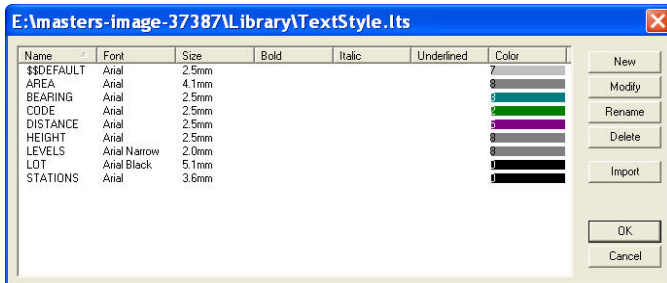 E:\masters-image-37387\Library\TextStyle.lts
Name Font Size Bold Italic Underlined Color
$$DEFAULT Arial 2.5mm 7
AREA Arial 4.1mm 8
BEARING Arial 2.5mm 3
CODE Arial 2.5mm 2
DISTANCE Arial 2.5mm 5
HEIGHT Arial 2.5mm 8
LEVELS Arial Narrow 2.0mm 8
LOT Arial Black 5.1mm 0
STATIONS Arial 3.6mm 0
New
Modify
Rename
Delete
Import
OK
Cancel